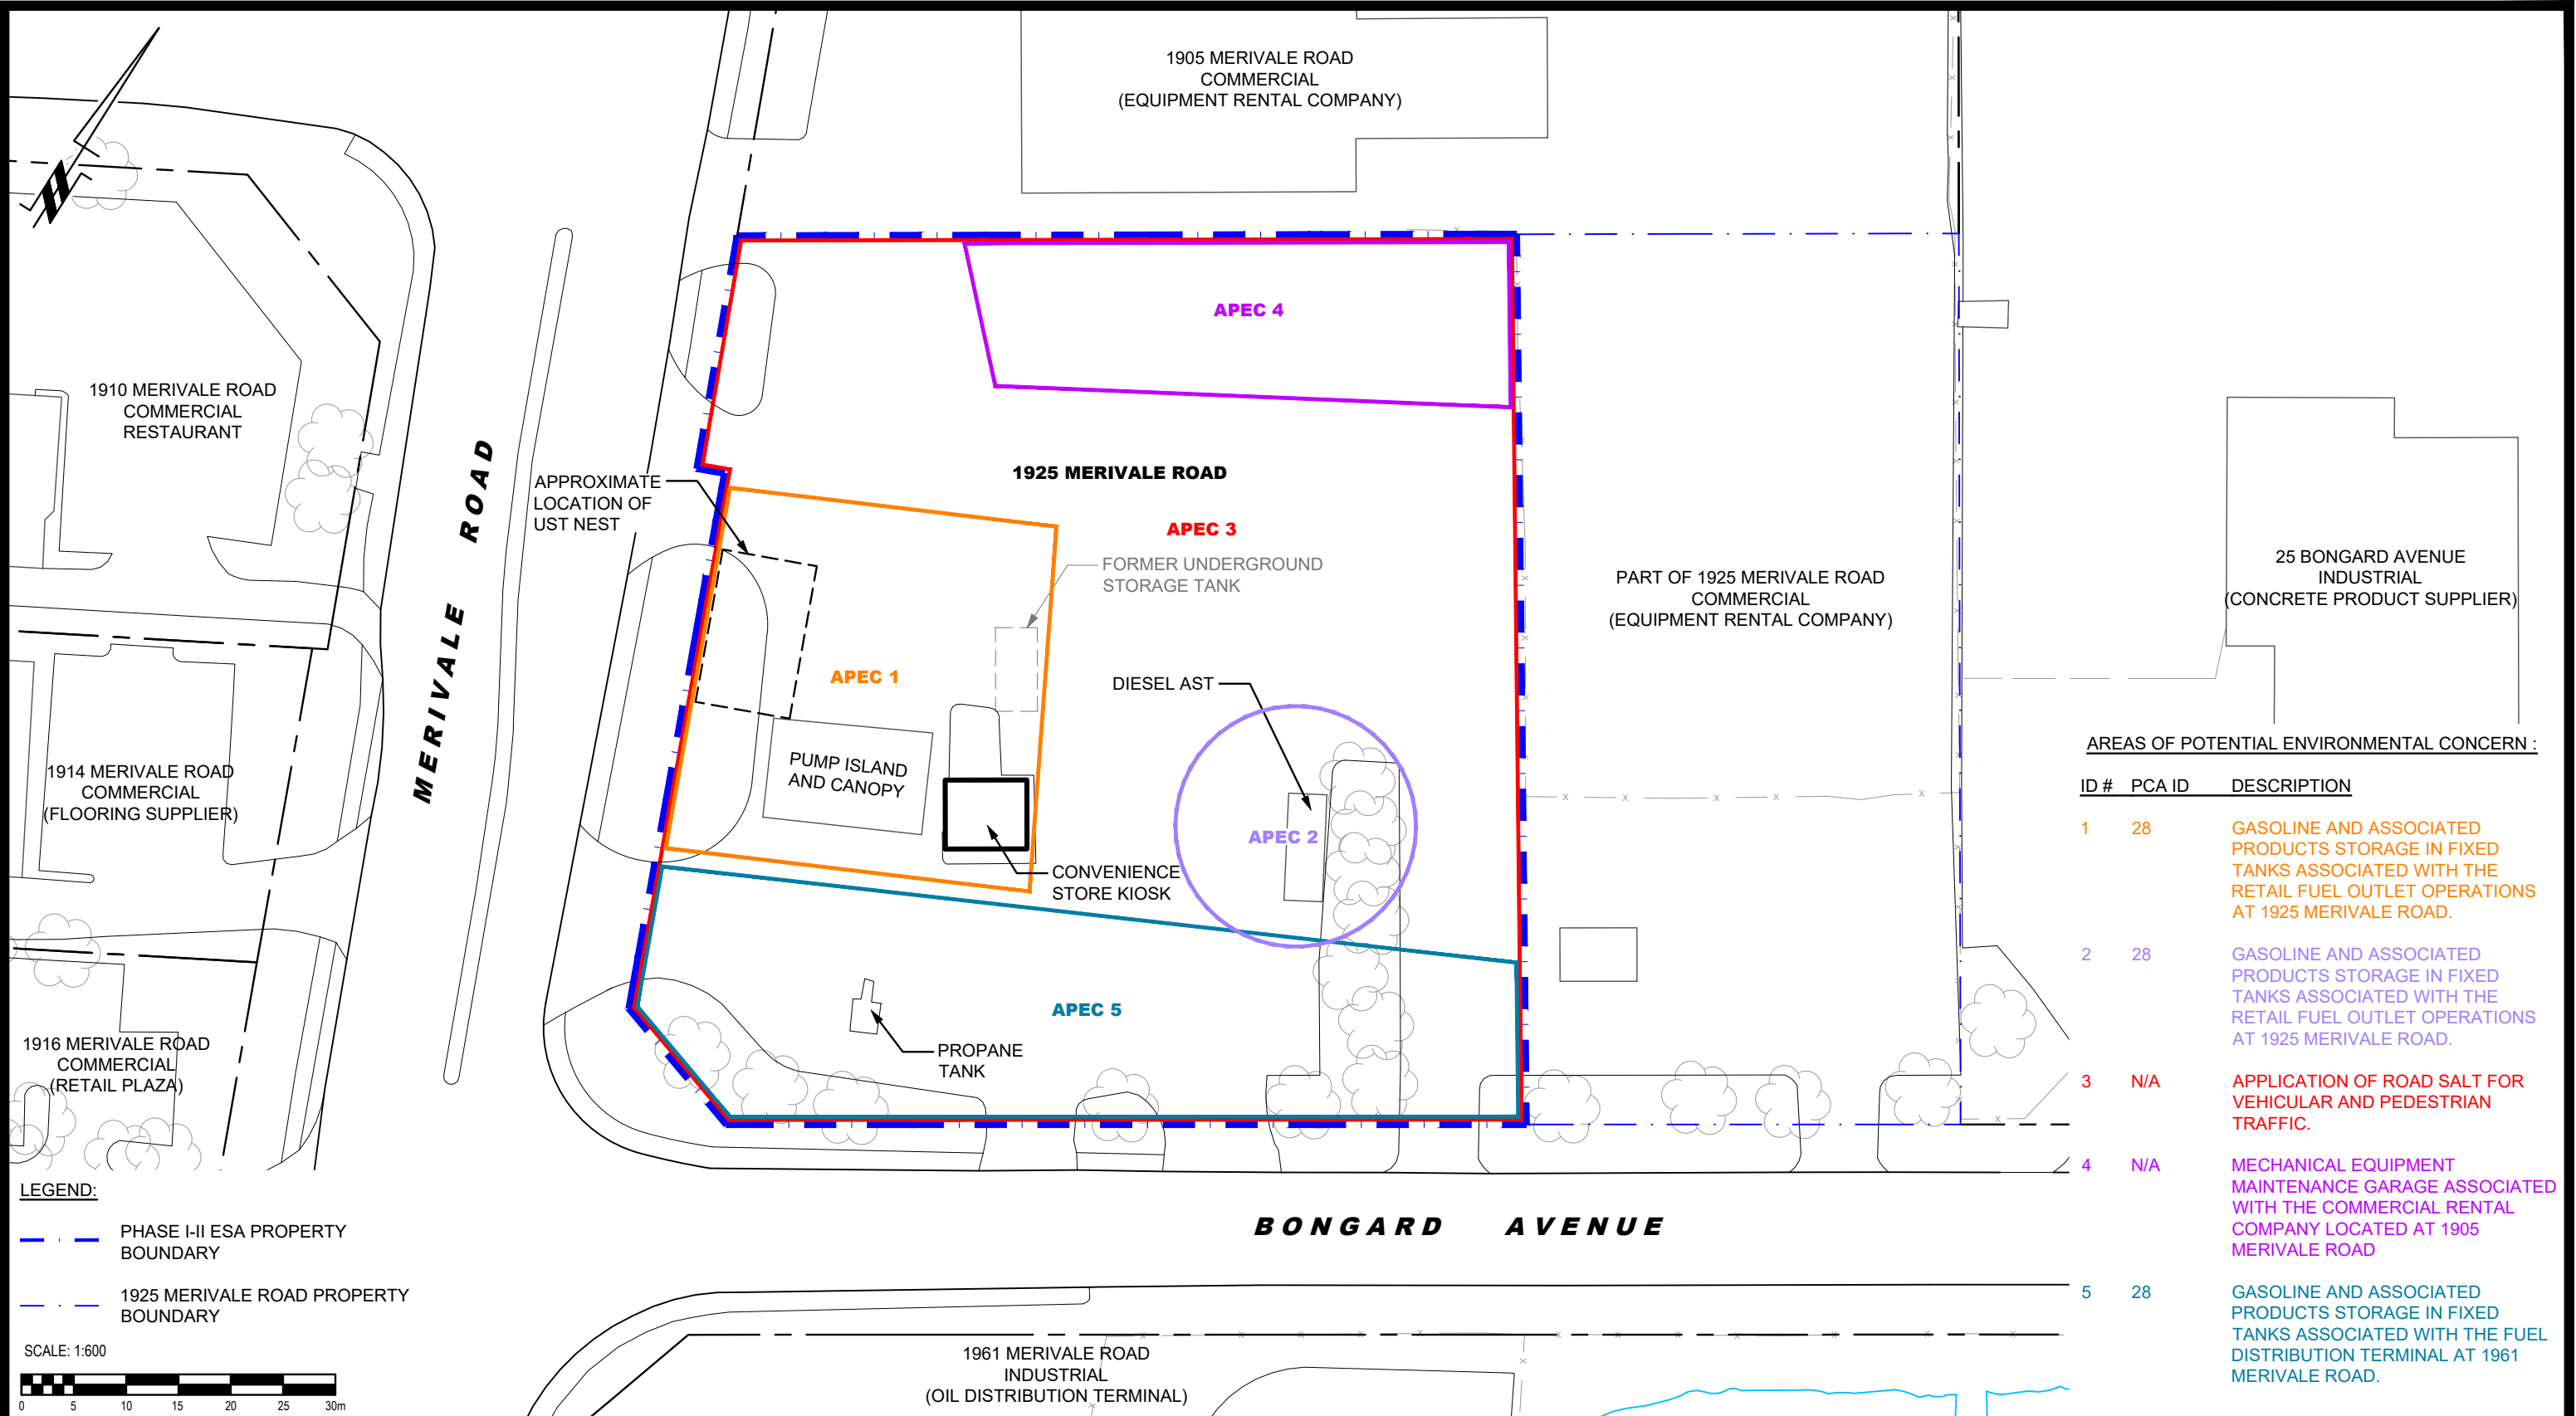 1905 MERIVALE ROAD
COMMERCIAL
(EQUIPMENT RENTAL COMPANY)
APEC 4
1910 MERIVALE ROAD
COMMERCIAL
RESTAURANT
MERIVALE ROAD
APPROXIMATE
LOCATION OF
UST NEST
1925 MERIVALE ROAD
APEC 3
FORMER UNDERGROUND
STORAGE TANK
PART OF 1925 MERIVALE ROAD
COMMERCIAL
(EQUIPMENT RENTAL COMPANY)
25 BONGARD AVENUE
INDUSTRIAL
(CONCRETE PRODUCT SUPPLIER)
APEC 1
DIESEL AST
PUMP ISLAND
AND CANOPY
1914 MERIVALE ROAD
COMMERCIAL
(FLOORING SUPPLIER)
APEC 2
CONVENIENCE
STORE KIOSK
APEC 5
PROPANE
TANK
1916 MERIVALE ROAD
COMMERCIAL
(RETAIL PLAZA)
BONGARD AVENUE
1961 MERIVALE ROAD
INDUSTRIAL
(OIL DISTRIBUTION TERMINAL)
LEGEND:
PHASE I-II ESA PROPERTY
BOUNDARY
1925 MERIVALE ROAD PROPERTY
BOUNDARY
SCALE: 1:600
0 5 10 15 20 25 30m
AREAS OF POTENTIAL ENVIRONMENTAL CONCERN :
ID # PCA ID DESCRIPTION
1 28 GASOLINE AND ASSOCIATED
PRODUCTS STORAGE IN FIXED
TANKS ASSOCIATED WITH THE
RETAIL FUEL OUTLET OPERATIONS
AT 1925 MERIVALE ROAD.
2 28 GASOLINE AND ASSOCIATED
PRODUCTS STORAGE IN FIXED
TANKS ASSOCIATED WITH THE
RETAIL FUEL OUTLET OPERATIONS
AT 1925 MERIVALE ROAD.
3 N/A APPLICATION OF ROAD SALT FOR
VEHICULAR AND PEDESTRIAN
TRAFFIC.
4 N/A MECHANICAL EQUIPMENT
MAINTENANCE GARAGE ASSOCIATED
WITH THE COMMERCIAL RENTAL
COMPANY LOCATED AT 1905
MERIVALE ROAD
5 28 GASOLINE AND ASSOCIATED
PRODUCTS STORAGE IN FIXED
TANKS ASSOCIATED WITH THE FUEL
DISTRIBUTION TERMINAL AT 1961
MERIVALE ROAD.